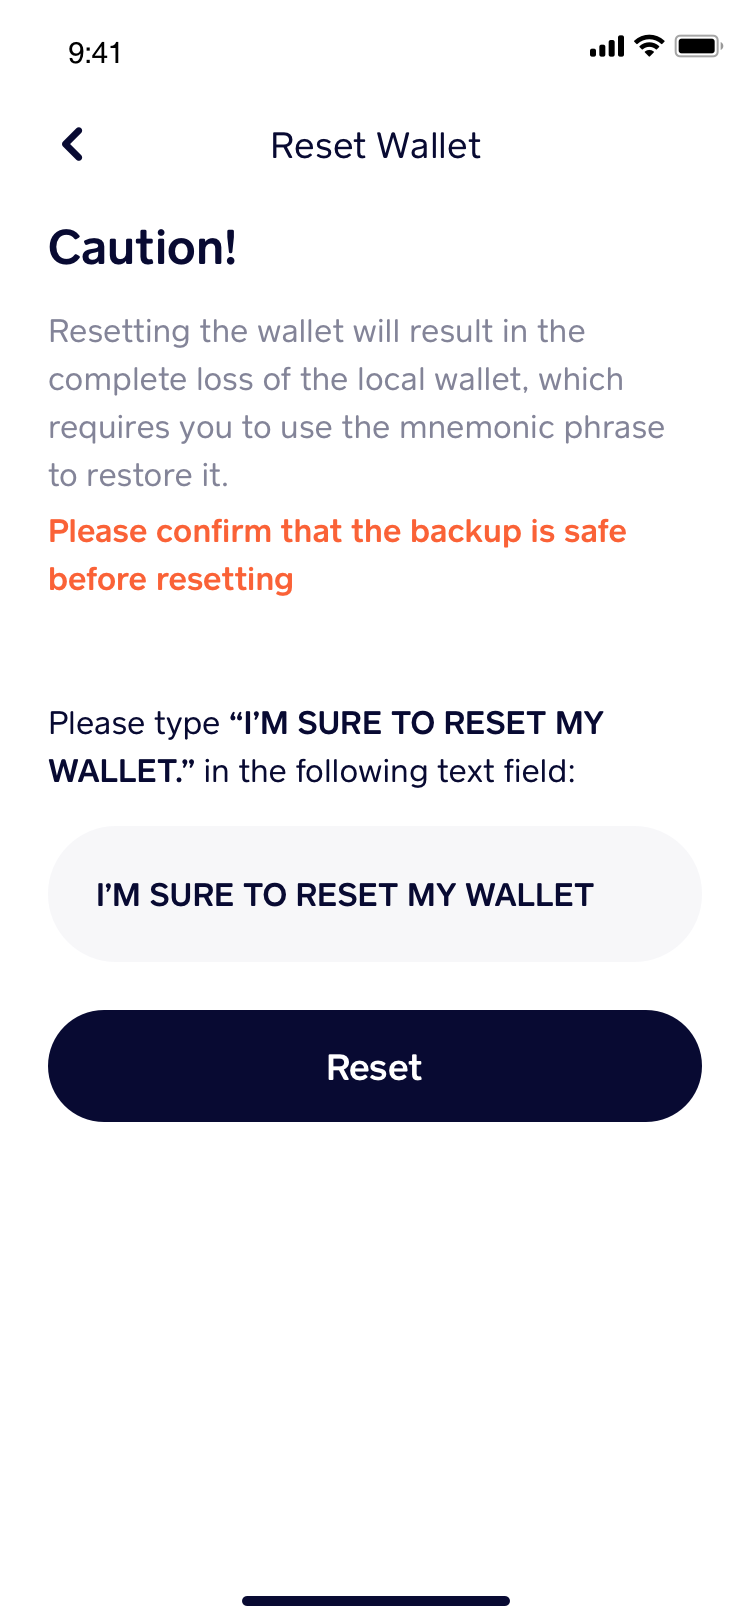 9:41
Reset Wallet
Caution!
Resetting the wallet will result in the
complete loss of the local wallet, which
requires you to use the mnemonic phrase
to restore it.
Please confirm that the backup is safe
before resetting
Please type “I’M SURE TO RESET MY
WALLET.” in the following text field:
I’M SURE TO RESET MY WALLET
Reset